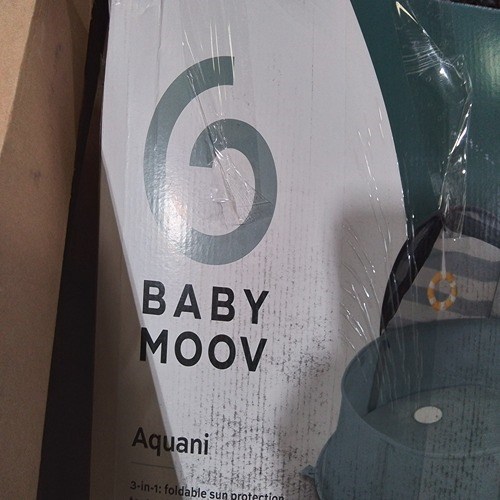 BABY
MOOV
Aquani
3-in-1: foldable sun protection